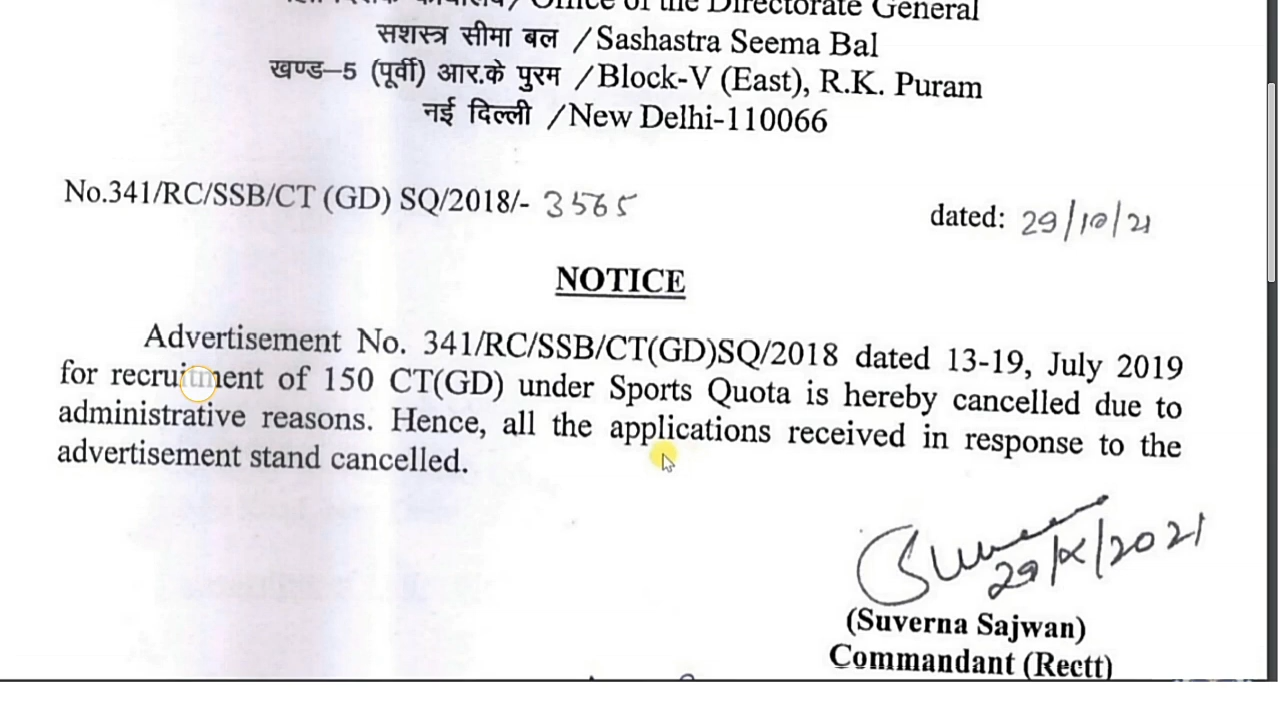 Office of the Directorate General
सशस्त्र सीमा बल / Sashastra Seema Bal
खण्ड–5 (पूर्वी) आर.के पुरम / Block-V (East), R.K. Puram
नई दिल्ली / New Delhi-110066
No.341/RC/SSB/CT (GD) SQ/2018/- 3565
dated: 29/10/21
NOTICE
Advertisement No. 341/RC/SSB/CT(GD)SQ/2018 dated 13-19, July 2019
for recruitment of 150 CT(GD) under Sports Quota is hereby cancelled due to
administrative reasons. Hence, all the applications received in response to the
advertisement stand cancelled.
29/X/2021
(Suverna Sajwan)
Commandant (Rectt)